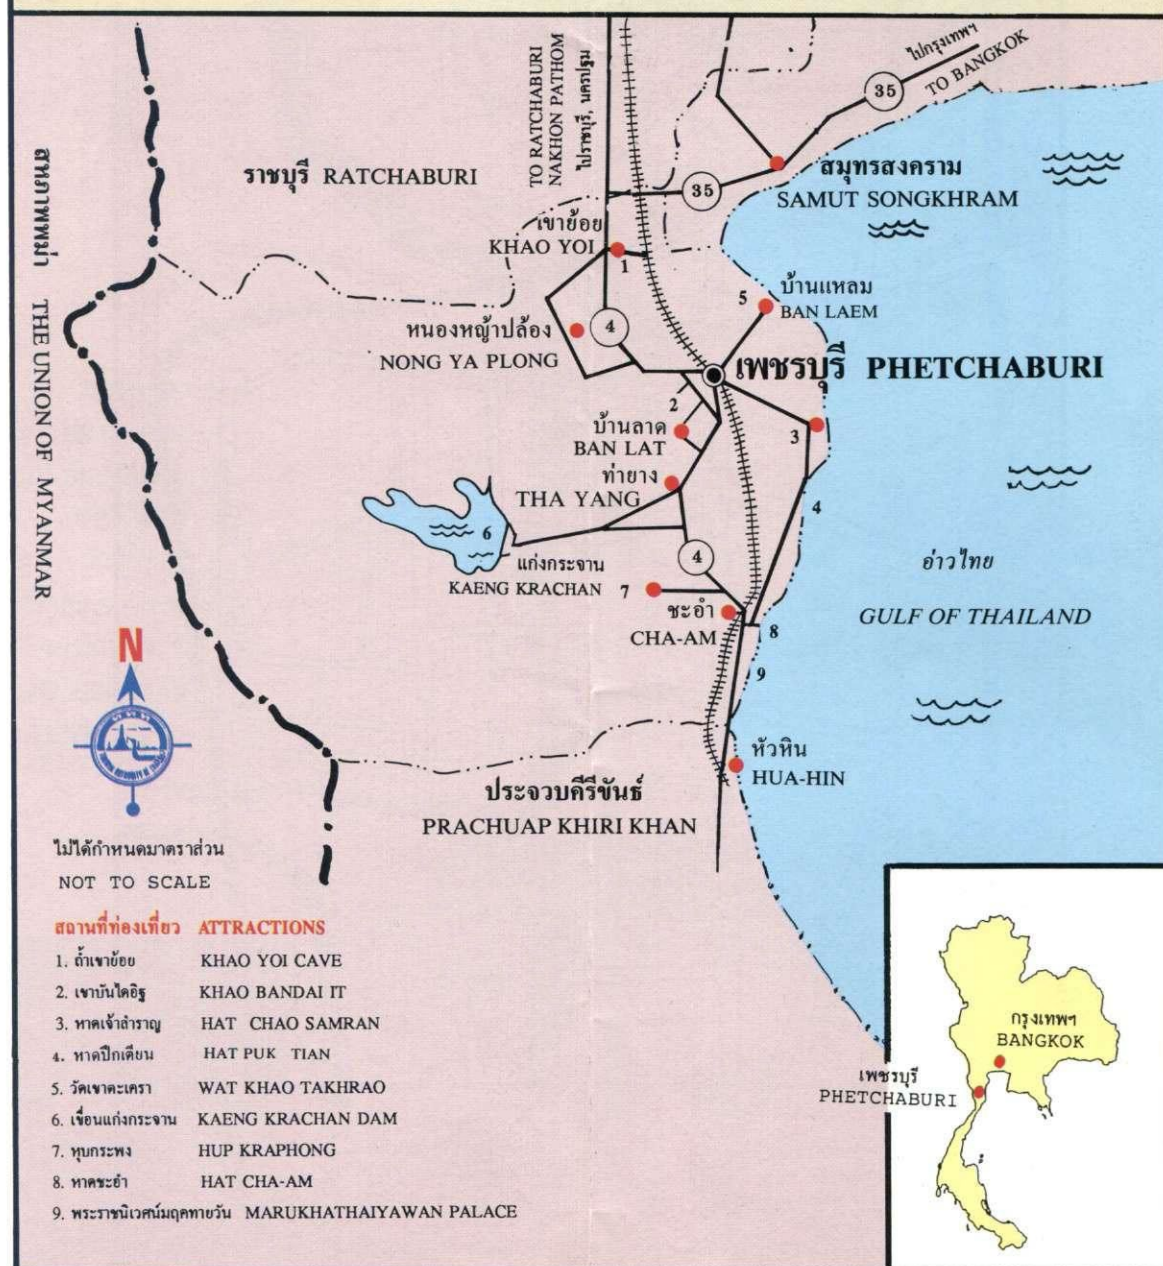 TO RATCHABURI
NAKHON PATHOM
ไปราชบุรี, นครปฐม
ไปกรุงเทพฯ
TO BANGKOK
35
สหภาพพม่า THE UNION OF MYANMAR
ราชบุรี RATCHABURI
35
สมุทรสงคราม
SAMUT SONGKHRAM
เขาย้อย
KHAO YOI
1
5
บ้านแหลม
BAN LAEM
หนองหญ้าปล้อง
NONG YA PLONG
4
เพชรบุรี PHETCHABURI
2
บ้านลาด
BAN LAT
3
ท่ายาง
THA YANG
4
6
แก่งกระจาน
KAENG KRACHAN
4
อ่าวไทย
GULF OF THAILAND
7
ชะอำ
CHA-AM
8
9
N
หัวหิน
HUA-HIN
ประจวบคีรีขันธ์
PRACHUAP KHIRI KHAN
ไม่ได้กำหนดมาตราส่วน
NOT TO SCALE
สถานที่ท่องเที่ยว ATTRACTIONS
1. ถ้ำเขาย้อย KHAO YOI CAVE
2. เขาบันไดอิฐ KHAO BANDAI IT
3. หาดเจ้าสำราญ HAT CHAO SAMRAN
4. หาดปึกเตียน HAT PUK TIAN
5. วัดเขาตะเครา WAT KHAO TAKHRAO
6. เขื่อนแก่งกระจาน KAENG KRACHAN DAM
7. หุบกระพง HUP KRAPHONG
8. หาดชะอำ HAT CHA-AM
9. พระราชนิเวศน์มฤคทายวัน MARUKHATHAIYAWAN PALACE
กรุงเทพฯ
BANGKOK
เพชรบุรี
PHETCHABURI